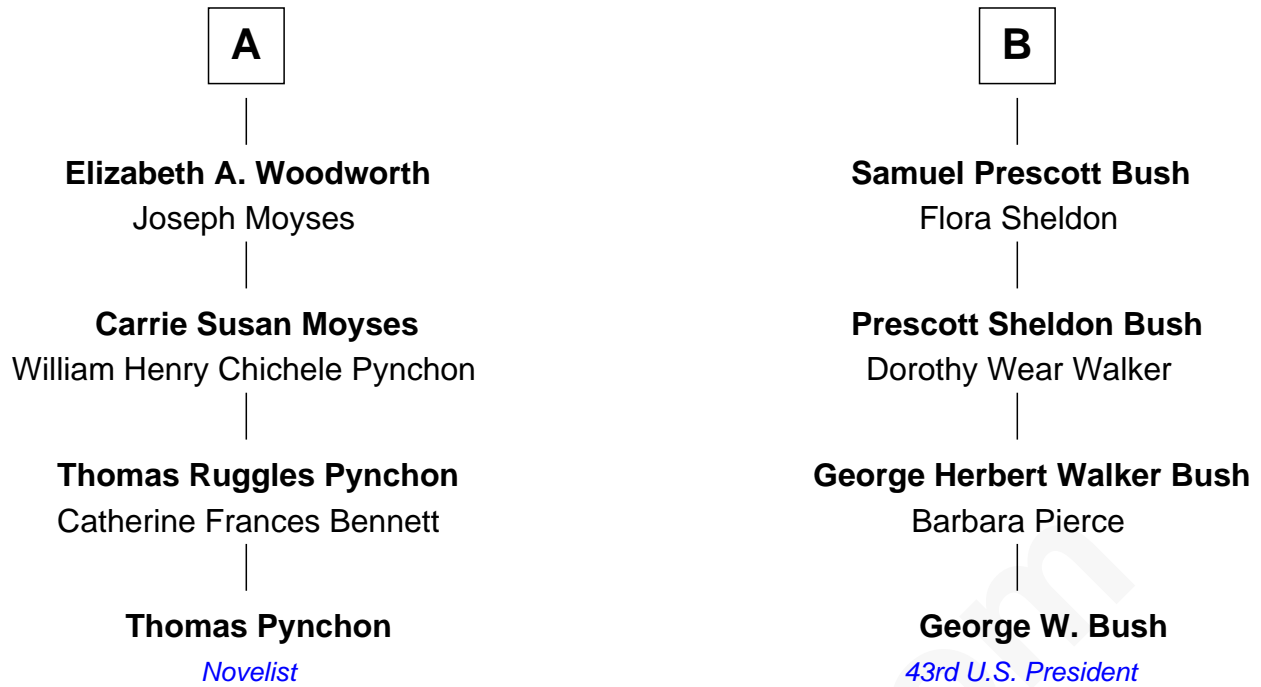 A
Elizabeth A. Woodworth
Joseph Moyses
Carrie Susan Moyses
William Henry Chichele Pynchon
Thomas Ruggles Pynchon
Catherine Frances Bennett
Thomas Pynchon
Novelist
B
Samuel Prescott Bush
Flora Sheldon
Prescott Sheldon Bush
Dorothy Wear Walker
George Herbert Walker Bush
Barbara Pierce
George W. Bush
43rd U.S. President